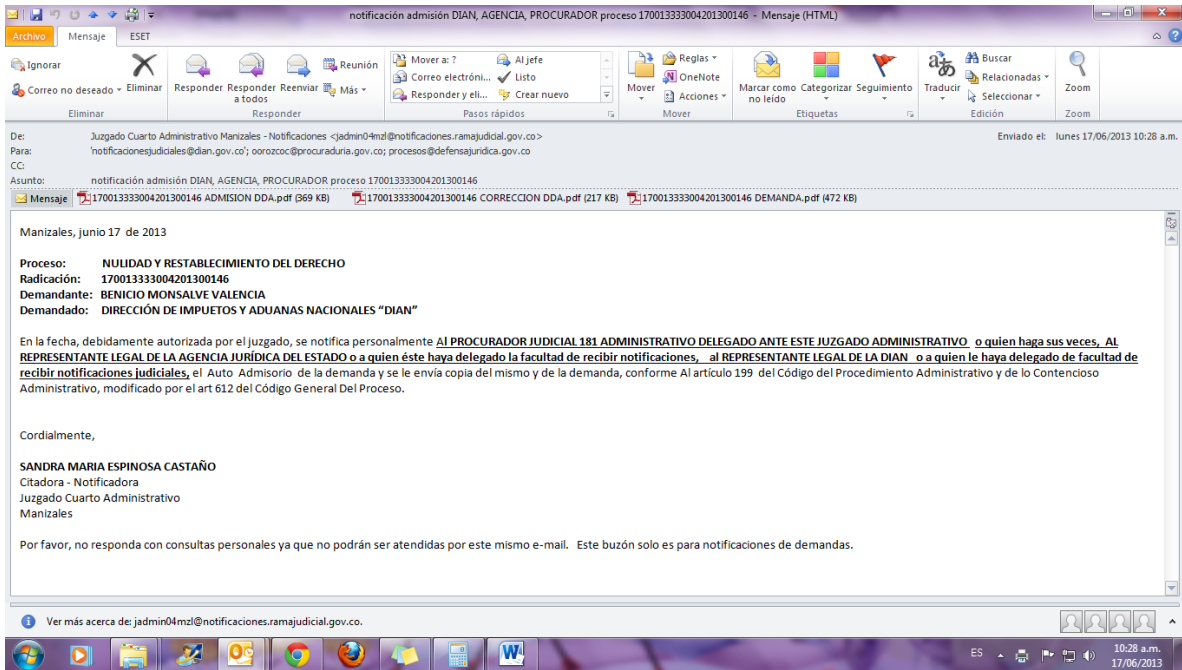 notificación admisión DIAN, AGENCIA, PROCURADOR proceso 17001333300420130​0146 - Mensaje (HTML)
Archivo Mensaje ESET
Ignorar
Correo no deseado
Eliminar
Responder
Responder a todos
Reenviar
Reunión
Más
Mover a: ?
Correo electróni...
Responder y eli...
Al jefe
Listo
Crear nuevo
Mover
Reglas
OneNote
Acciones
Marcar como no leído
Categorizar
Seguimiento
Traducir
Buscar
Relacionadas
Seleccionar
Zoom
Eliminar Responder Pasos rápidos Mover Etiquetas Edición Zoom
De: Juzgado Cuarto Administrativo Manizales - Notificaciones <jadmin04mzl@notificaciones.ramajudicial.gov.co> Enviado el: lunes 17/06/2013 10:28 a.m.
Para: 'notificacionesjudiciales@dian.gov.co'; oorozcoc@procuraduria.gov.co; procesos@defensajuridica.gov.co
CC:
Asunto: notificación admisión DIAN, AGENCIA, PROCURADOR proceso 170013333004201300146
Mensaje 170013333004201300146 ADMISION DDA.pdf (369 KB) 170013333004201300146 CORRECCION DDA.pdf (217 KB) 170013333004201300146 DEMANDA.pdf (472 KB)
Manizales, junio 17 de 2013
Proceso: NULIDAD Y RESTABLECIMIENTO DEL DERECHO
Radicación: 170013333004201300146
Demandante: BENICIO MONSALVE VALENCIA
Demandado: DIRECCIÓN DE IMPUETOS Y ADUANAS NACIONALES "DIAN"
En la fecha, debidamente autorizada por el juzgado, se notifica personalmente Al PROCURADOR JUDICIAL 181 ADMINISTRATIVO DELEGADO ANTE ESTE JUZGADO ADMINISTRATIVO o quien haga sus veces, AL
REPRESENTANTE LEGAL DE LA AGENCIA JURÍDICA DEL ESTADO o a quien éste haya delegado la facultad de recibir notificaciones, al REPRESENTANTE LEGAL DE LA DIAN o a quien le haya delegado de facultad de
recibir notificaciones judiciales, el Auto Admisorio de la demanda y se le envía copia del mismo y de la demanda, conforme Al artículo 199 del Código del Procedimiento Administrativo y de lo Contencioso
Administrativo, modificado por el art 612 del Código General Del Proceso.
Cordialmente,
SANDRA MARIA ESPINOSA CASTAÑO
Citadora - Notificadora
Juzgado Cuarto Administrativo
Manizales
Por favor, no responda con consultas personales ya que no podrán ser atendidas por este mismo e-mail. Este buzón solo es para notificaciones de demandas.
Ver más acerca de: jadmin04mzl@notificaciones.ramajudicial.gov.co.
ES 10:28 a.m.
17/06/2013